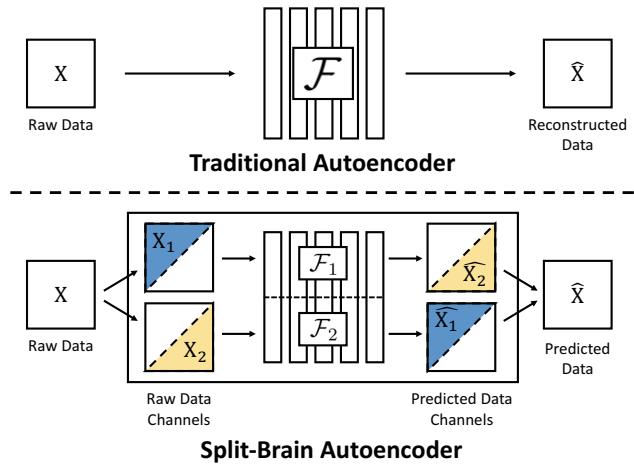 X
Raw Data
ℱ
X̂
Reconstructed
Data
Traditional Autoencoder
X
Raw Data
X₁
X₂
Raw Data
Channels
ℱ₁
ℱ₂
X̂₂
X̂₁
Predicted Data
Channels
X̂
Predicted
Data
Split-Brain Autoencoder